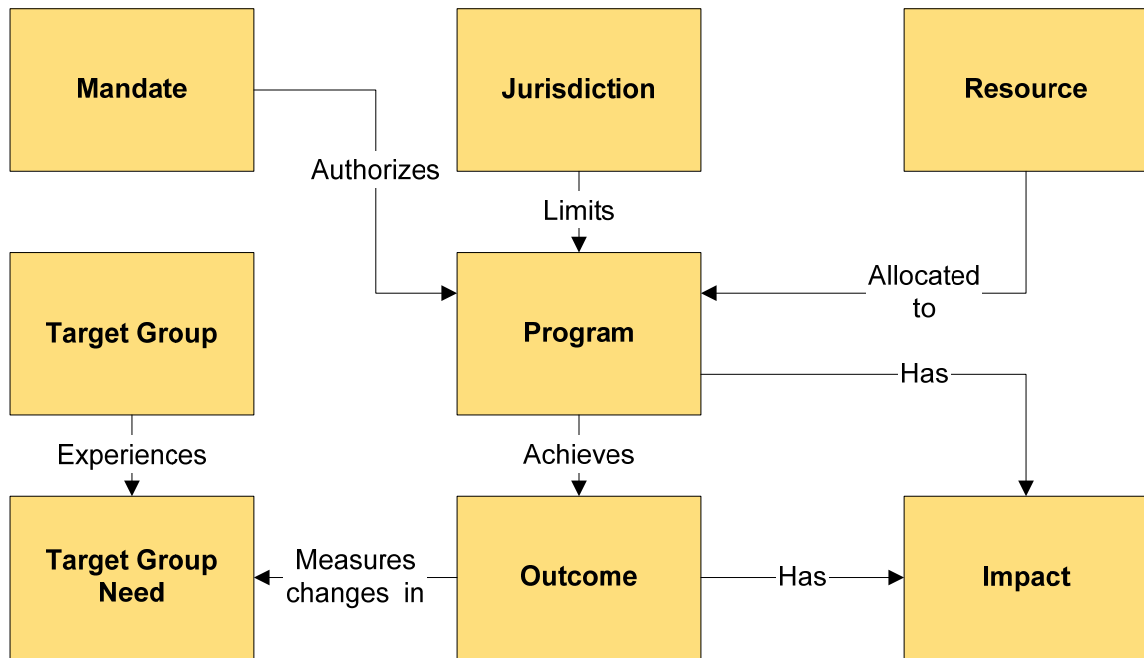 Mandate
Jurisdiction
Resource
Authorizes
Limits
Target Group
Program
Allocated
to
Has
Experiences
Achieves
Target Group
Need
Measures
changes in
Outcome
Has
Impact